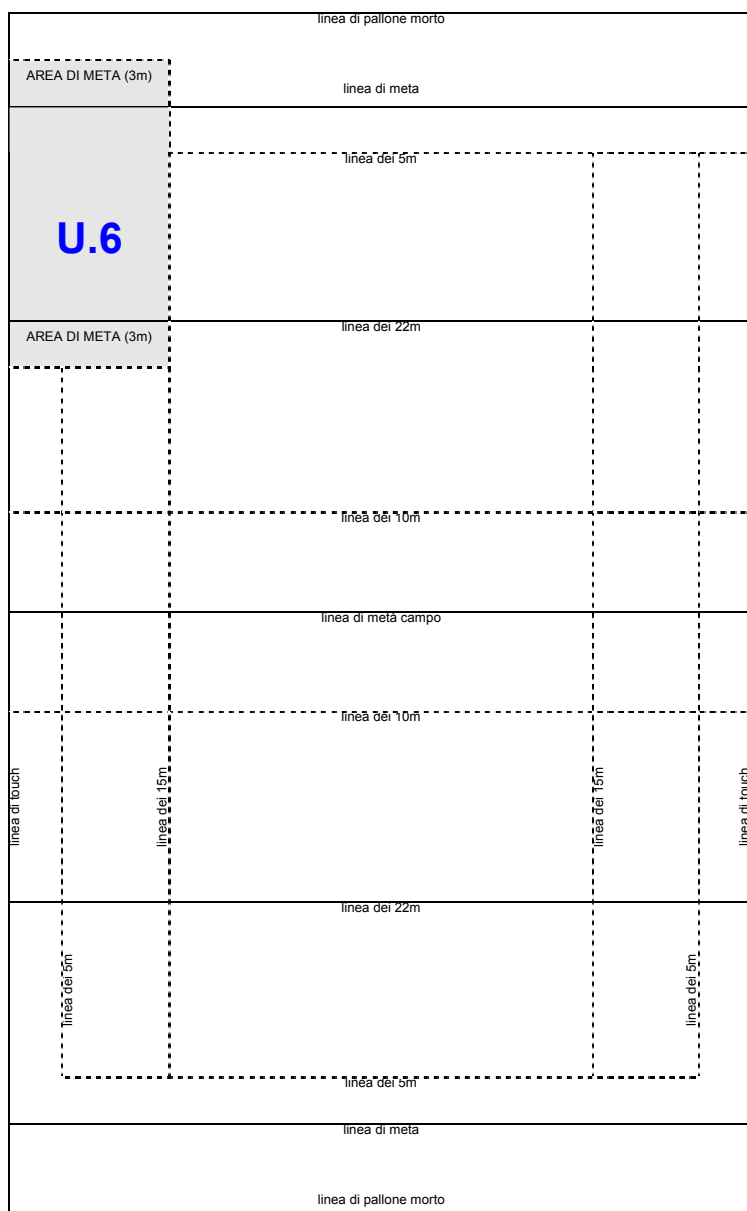 linea di pallone morto
AREA DI META (3m)
linea di meta
linea dei 5m
U.6
linea dei 22m
AREA DI META (3m)
linea dei 10m
linea di metà campo
linea dei 10m
linea di touch
linea dei 15m
linea dei 15m
linea di touch
linea dei 22m
linea dei 5m
linea dei 5m
linea dei 5m
linea di meta
linea di pallone morto